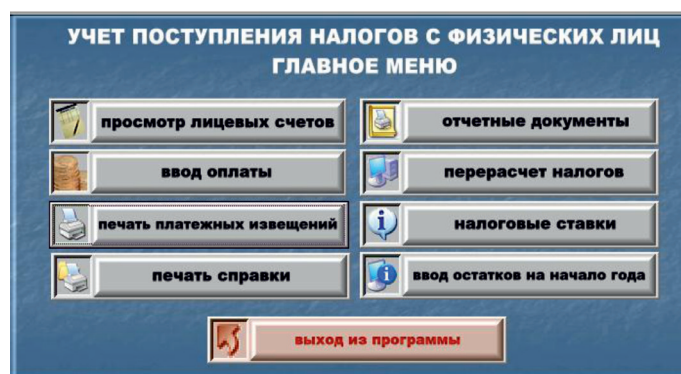 УЧЕТ ПОСТУПЛЕНИЯ НАЛОГОВ С ФИЗИЧЕСКИХ ЛИЦ
ГЛАВНОЕ МЕНЮ
просмотр лицевых счетов
отчетные документы
ввод оплаты
перерасчет налогов
печать платежных извещений
налоговые ставки
печать справки
ввод остатков на начало года
выход из программы